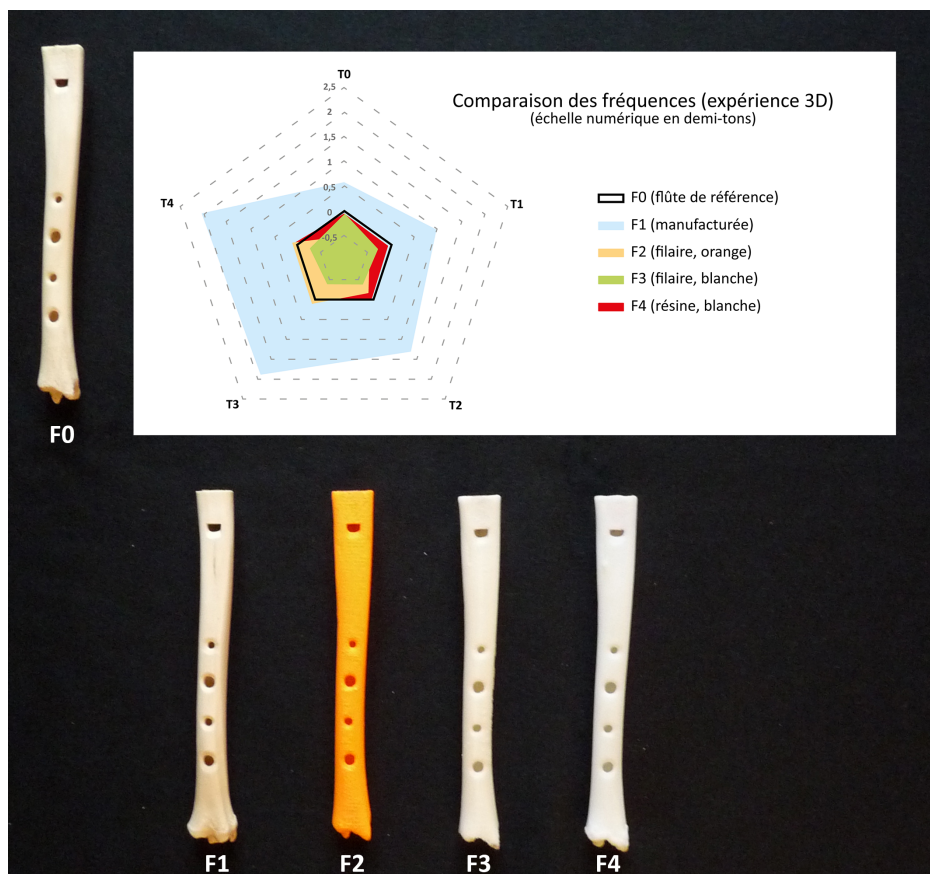 T0
2,5
2
1,5
1
0,5
0
-0,5
T4
T1
T3
T2
Comparaison des fréquences (expérience 3D)
(échelle numérique en demi-tons)
F0 (flûte de référence)
F1 (manufacturée)
F2 (filaire, orange)
F3 (filaire, blanche)
F4 (résine, blanche)
F0
F1
F2
F3
F4